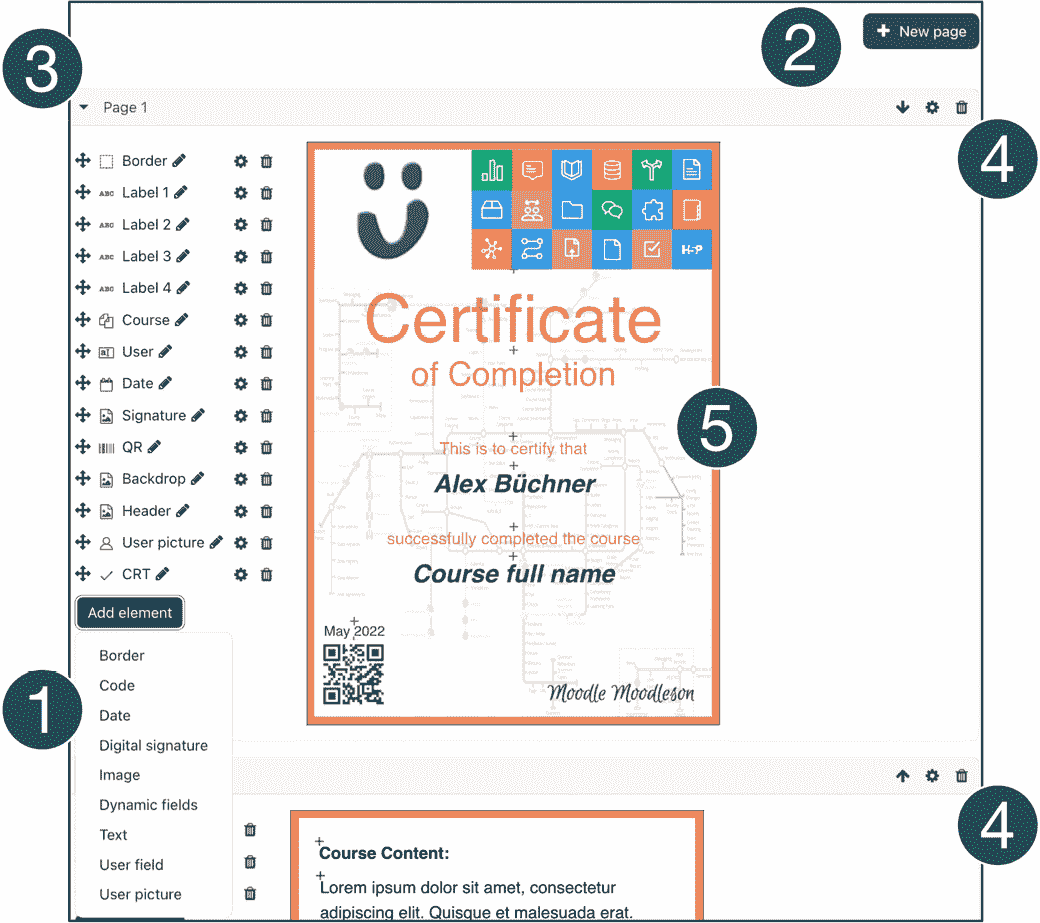 2
+ New page
3
Page 1
4
Border
ABC Label 1
ABC Label 2
ABC Label 3
ABC Label 4
Course
User
Date
Signature
QR
Backdrop
Header
User picture
CRT
Add element
1
Border
Code
Date
Digital signature
Image
Dynamic fields
Text
User field
User picture
H-P
Certificate
of Completion
5
This is to certify that
Alex Büchner
successfully completed the course
Course full name
May 2022
Moodle Moodleson
4
Course Content:
Lorem ipsum dolor sit amet, consectetur
adipiscing elit. Quisque et malesuada erat.